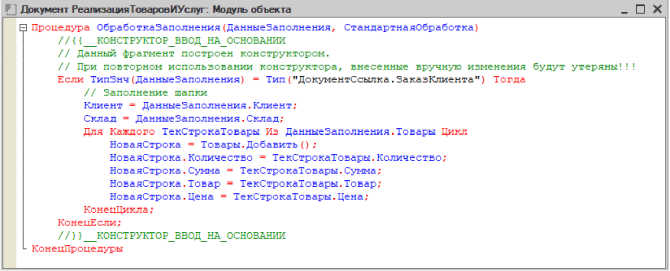 Документ РеализацияТоваровИУслуг: Модуль объекта
Процедура ОбработкаЗаполнения(ДанныеЗаполнения, СтандартнаяОбработка)
//{{__КОНСТРУКТОР_ВВОД_НА_ОСНОВАНИИ
// Данный фрагмент построен конструктором.
// При повторном использовании конструктора, внесенные вручную изменения будут утеряны!!!
Если ТипЗнч(ДанныеЗаполнения) = Тип("ДокументСсылка.ЗаказКлиента") Тогда
// Заполнение шапки
Клиент = ДанныеЗаполнения.Клиент;
Склад = ДанныеЗаполнения.Склад;
Для Каждого ТекСтрокаТовары Из ДанныеЗаполнения.Товары Цикл
НоваяСтрока = Товары.Добавить();
НоваяСтрока.Количество = ТекСтрокаТовары.Количество;
НоваяСтрока.Сумма = ТекСтрокаТовары.Сумма;
НоваяСтрока.Товар = ТекСтрокаТовары.Товар;
НоваяСтрока.Цена = ТекСтрокаТовары.Цена;
КонецЦикла;
КонецЕсли;
//}}__КОНСТРУКТОР_ВВОД_НА_ОСНОВАНИИ
КонецПроцедуры